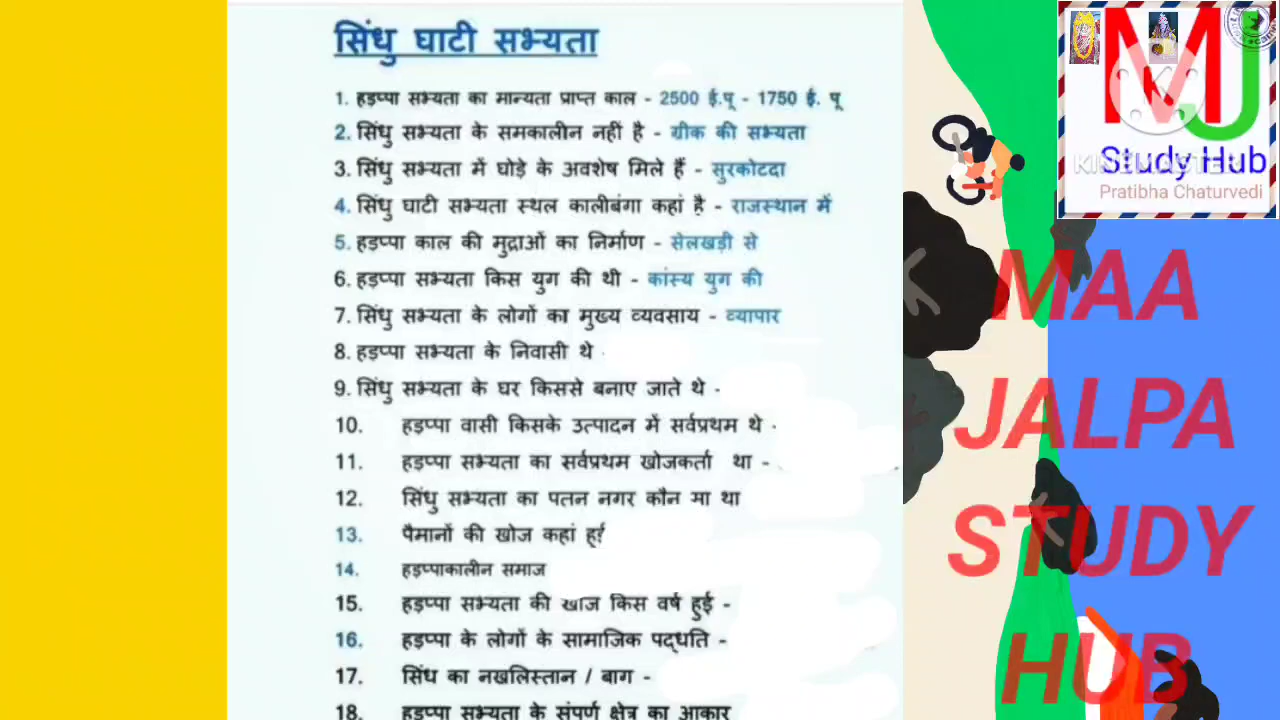 सिंधु घाटी सभ्यता
1. हड़प्पा सभ्यता का मान्यता प्राप्त काल - 2500 ई.पू - 1750 ई. पू
2. सिंधु सभ्यता के समकालीन नहीं है - ग्रीक की सभ्यता
3. सिंधु सभ्यता में घोड़े के अवशेष मिले हैं - सुरकोटदा
4. सिंधु घाटी सभ्यता स्थल कालीबंगा कहां है - राजस्थान में
5. हड़प्पा काल की मुद्राओं का निर्माण - सेलखड़ी से
6. हड़प्पा सभ्यता किस युग की थी - कांस्य युग की
7. सिंधु सभ्यता के लोगों का मुख्य व्यवसाय - व्यापार
8. हड़प्पा सभ्यता के निवासी थे
9. सिंधु सभ्यता के घर किससे बनाए जाते थे -
10. हड़प्पा वासी किसके उत्पादन में सर्वप्रथम थे -
11. हड़प्पा सभ्यता का सर्वप्रथम खोजकर्ता था -
12. सिंधु सभ्यता का पतन नगर कौन मा था
13. पैमानों की खोज कहां हुई
14. हड़प्पाकालीन समाज
15. हड़प्पा सभ्यता की खाज किस वर्ष हुई -
16. हड़प्पा के लोगों के सामाजिक पद्धति -
17. सिंध का नखलिस्तान / बाग -
18. हड़प्पा सभ्यता के संपूर्ण क्षेत्र का आकार
MJ
K
Study Hub
KINEMASTER
Pratibha Chaturvedi
MAA
JALPA
STUDY
HUB